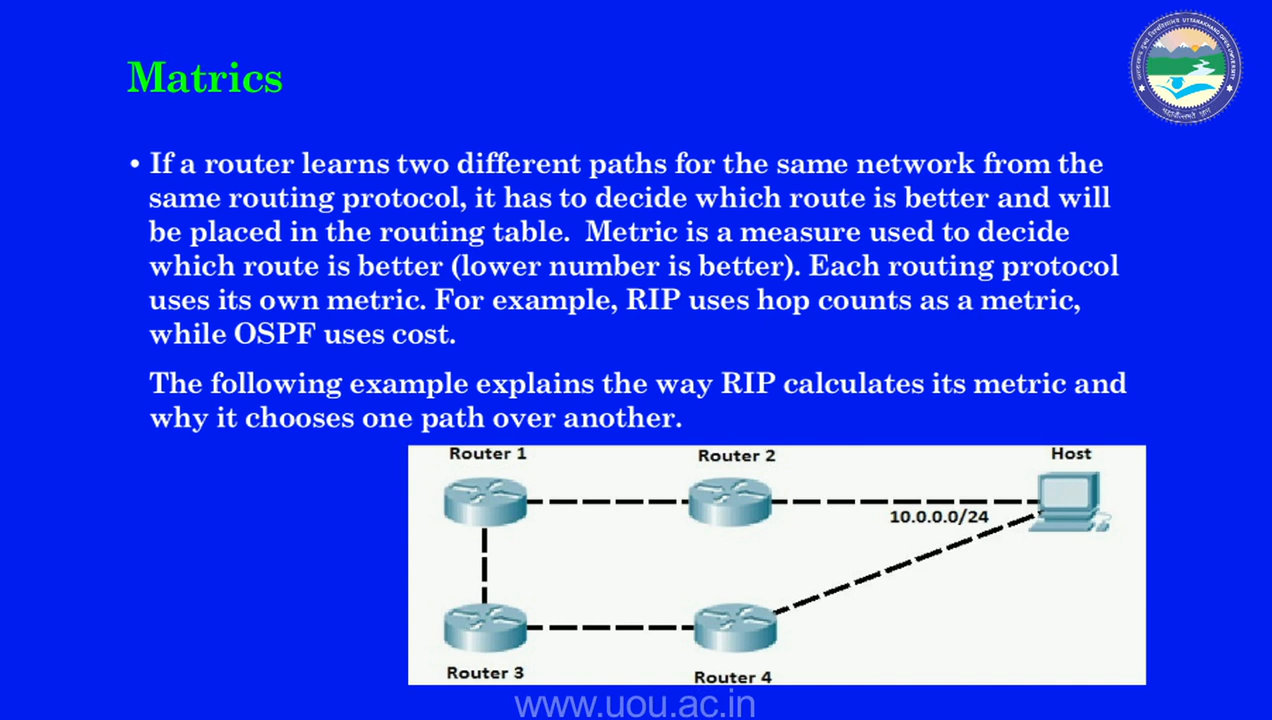 Matrics
• If a router learns two different paths for the same network from the
same routing protocol, it has to decide which route is better and will
be placed in the routing table.  Metric is a measure used to decide
which route is better (lower number is better). Each routing protocol
uses its own metric. For example, RIP uses hop counts as a metric,
while OSPF uses cost.
The following example explains the way RIP calculates its metric and
why it chooses one path over another.
Router 1
Router 2
Host
10.0.0.0/24
Router 3
Router 4
www.uou.ac.in